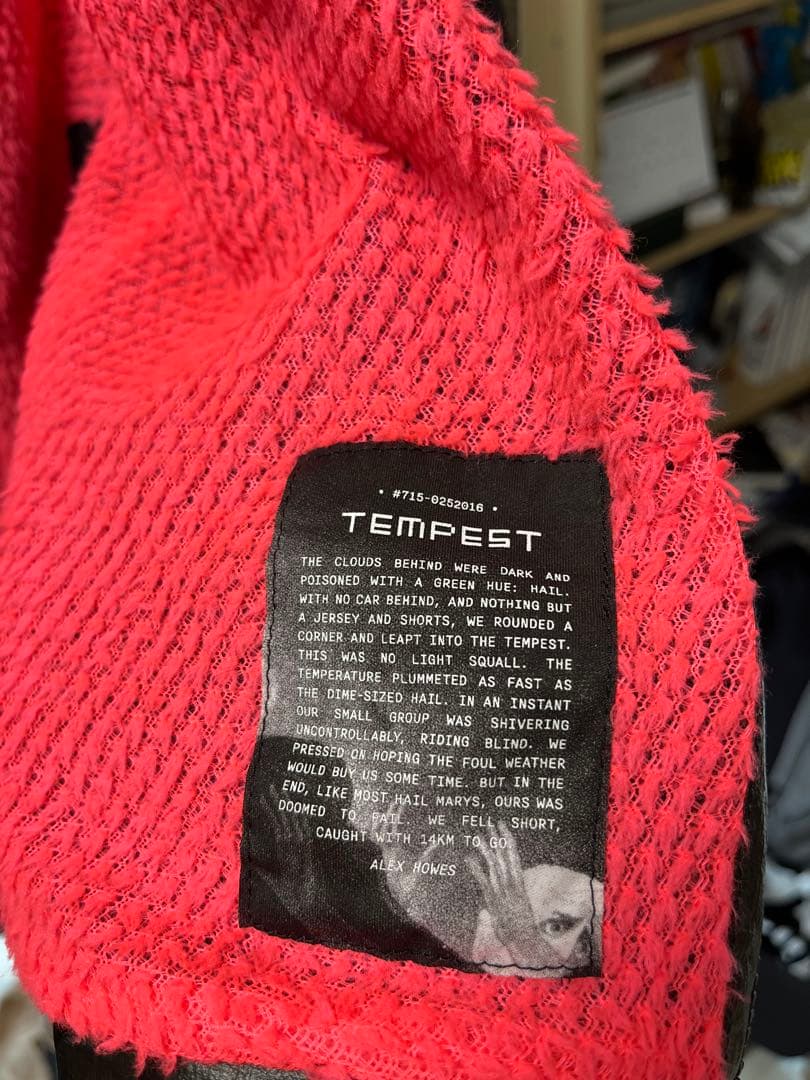 • #715-0252016 •
TEMPEST
THE CLOUDS BEHIND WERE DARK AND
POISONED WITH A GREEN HUE: HAIL.
WITH NO CAR BEHIND, AND NOTHING BUT
A JERSEY AND SHORTS, WE ROUNDED A
CORNER AND LEAPT INTO THE TEMPEST.
THIS WAS NO LIGHT SQUALL. THE
TEMPERATURE PLUMMETED AS FAST AS
THE DIME-SIZED HAIL. IN AN INSTANT
OUR SMALL GROUP WAS SHIVERING
UNCONTROLLABLY, RIDING BLIND. WE
PRESSED ON HOPING THE FOUL WEATHER
WOULD BUY US SOME TIME. BUT IN THE
END, LIKE MOST HAIL MARYS, OURS WAS
DOOMED TO FAIL. WE FELL SHORT,
CAUGHT WITH 14KM TO GO.
ALEX HOWES